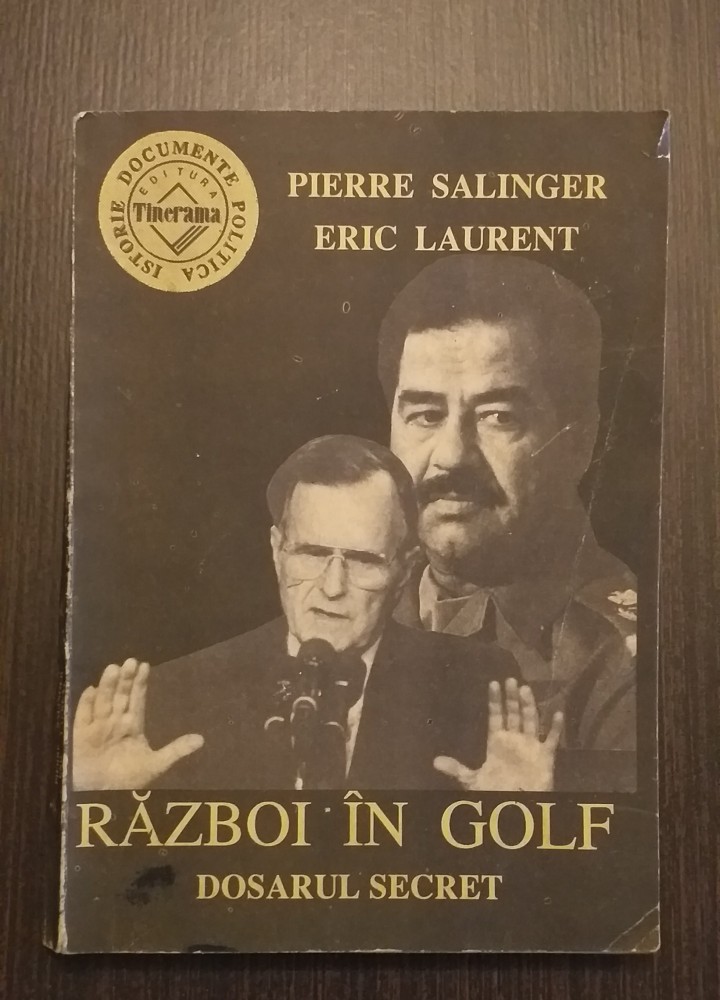 ISTORIE DOCUMENTE POLITICA
EDITURA
Tinerama
PIERRE SALINGER
ERIC LAURENT
RĂZBOI ÎN GOLF
DOSARUL SECRET